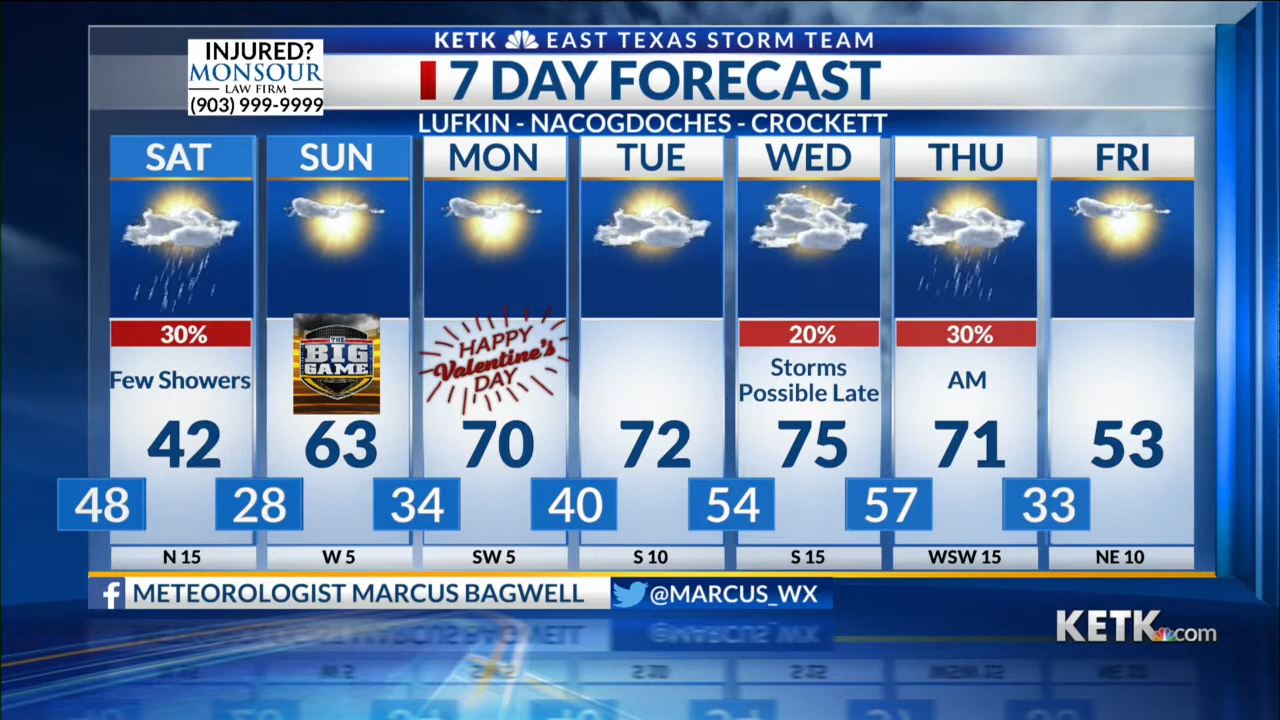 INJURED?
MONSOUR
LAW FIRM
(903) 999-9999
KETK EAST TEXAS STORM TEAM
7 DAY FORECAST
LUFKIN - NACOGDOCHES - CROCKETT
SAT SUN MON TUE WED THU FRI
30% 20% 30%
Few Showers
THE
BIG
GAME
HAPPY
Valentine's
DAY
Storms
Possible Late
AM
42 63 70 72 75 71 53
48 28 34 40 54 57 33
N 15 W 5 SW 5 S 10 S 15 WSW 15 NE 10
f METEOROLOGIST MARCUS BAGWELL @MARCUS_WX
KETK.com